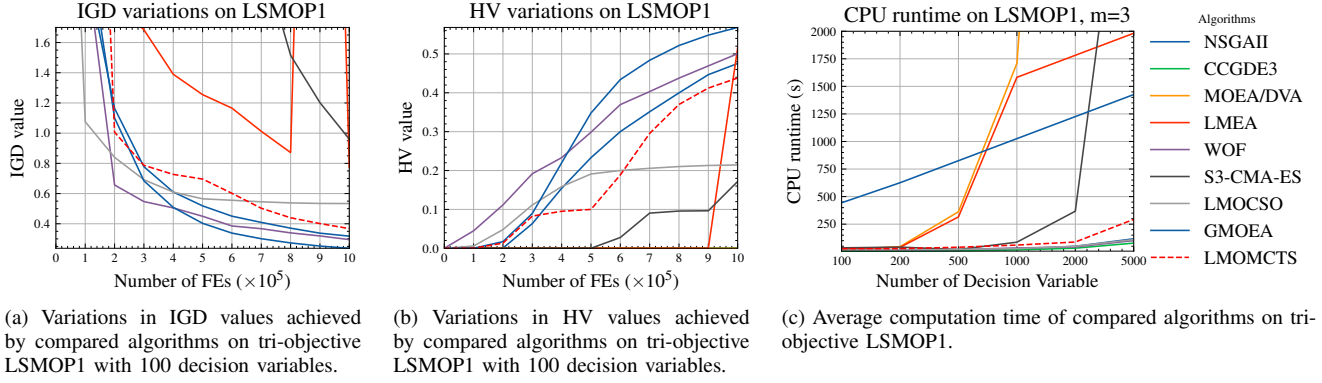 IGD variations on LSMOP1
1.6
1.4
1.2
1.0
0.8
0.6
0.4
IGD value
0 1 2 3 4 5 6 7 8 9 10
Number of FEs (×10⁵)
(a) Variations in IGD values achieved
by compared algorithms on tri-objective
LSMOP1 with 100 decision variables.
HV variations on LSMOP1
0.5
0.4
0.3
0.2
0.1
0.0
HV value
0 1 2 3 4 5 6 7 8 9 10
Number of FEs (×10⁵)
(b) Variations in HV values achieved
by compared algorithms on tri-objective
LSMOP1 with 100 decision variables.
CPU runtime on LSMOP1, m=3
2000
1750
1500
1250
1000
750
500
250
CPU runtime (s)
100 200 500 1000 2000 5000
Number of Decision Variable
Algorithms
NSGAII
CCGDE3
MOEA/DVA
LMEA
WOF
S3-CMA-ES
LMOCSO
GMOEA
LMOMCTS
(c) Average computation time of compared algorithms on tri-
objective LSMOP1.